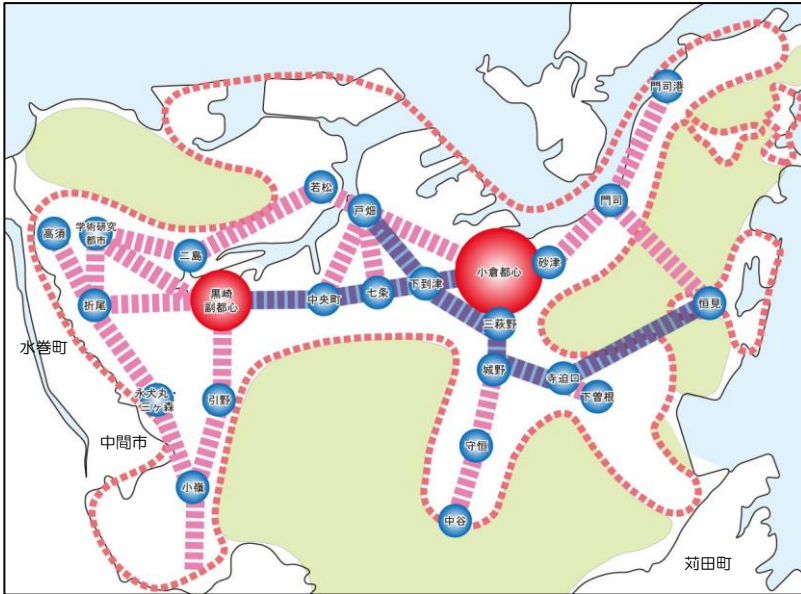 門司港
若松
戸畑
門司
高須
学術研究
都市
二島
砂津
小倉都心
折尾
黒崎
副都心
中央町
七条
下到津
恒見
三萩野
水巻町
城野
寺迫口
下曽根
永犬丸・
三ヶ森
引野
中間市
守恒
小嶺
中谷
苅田町